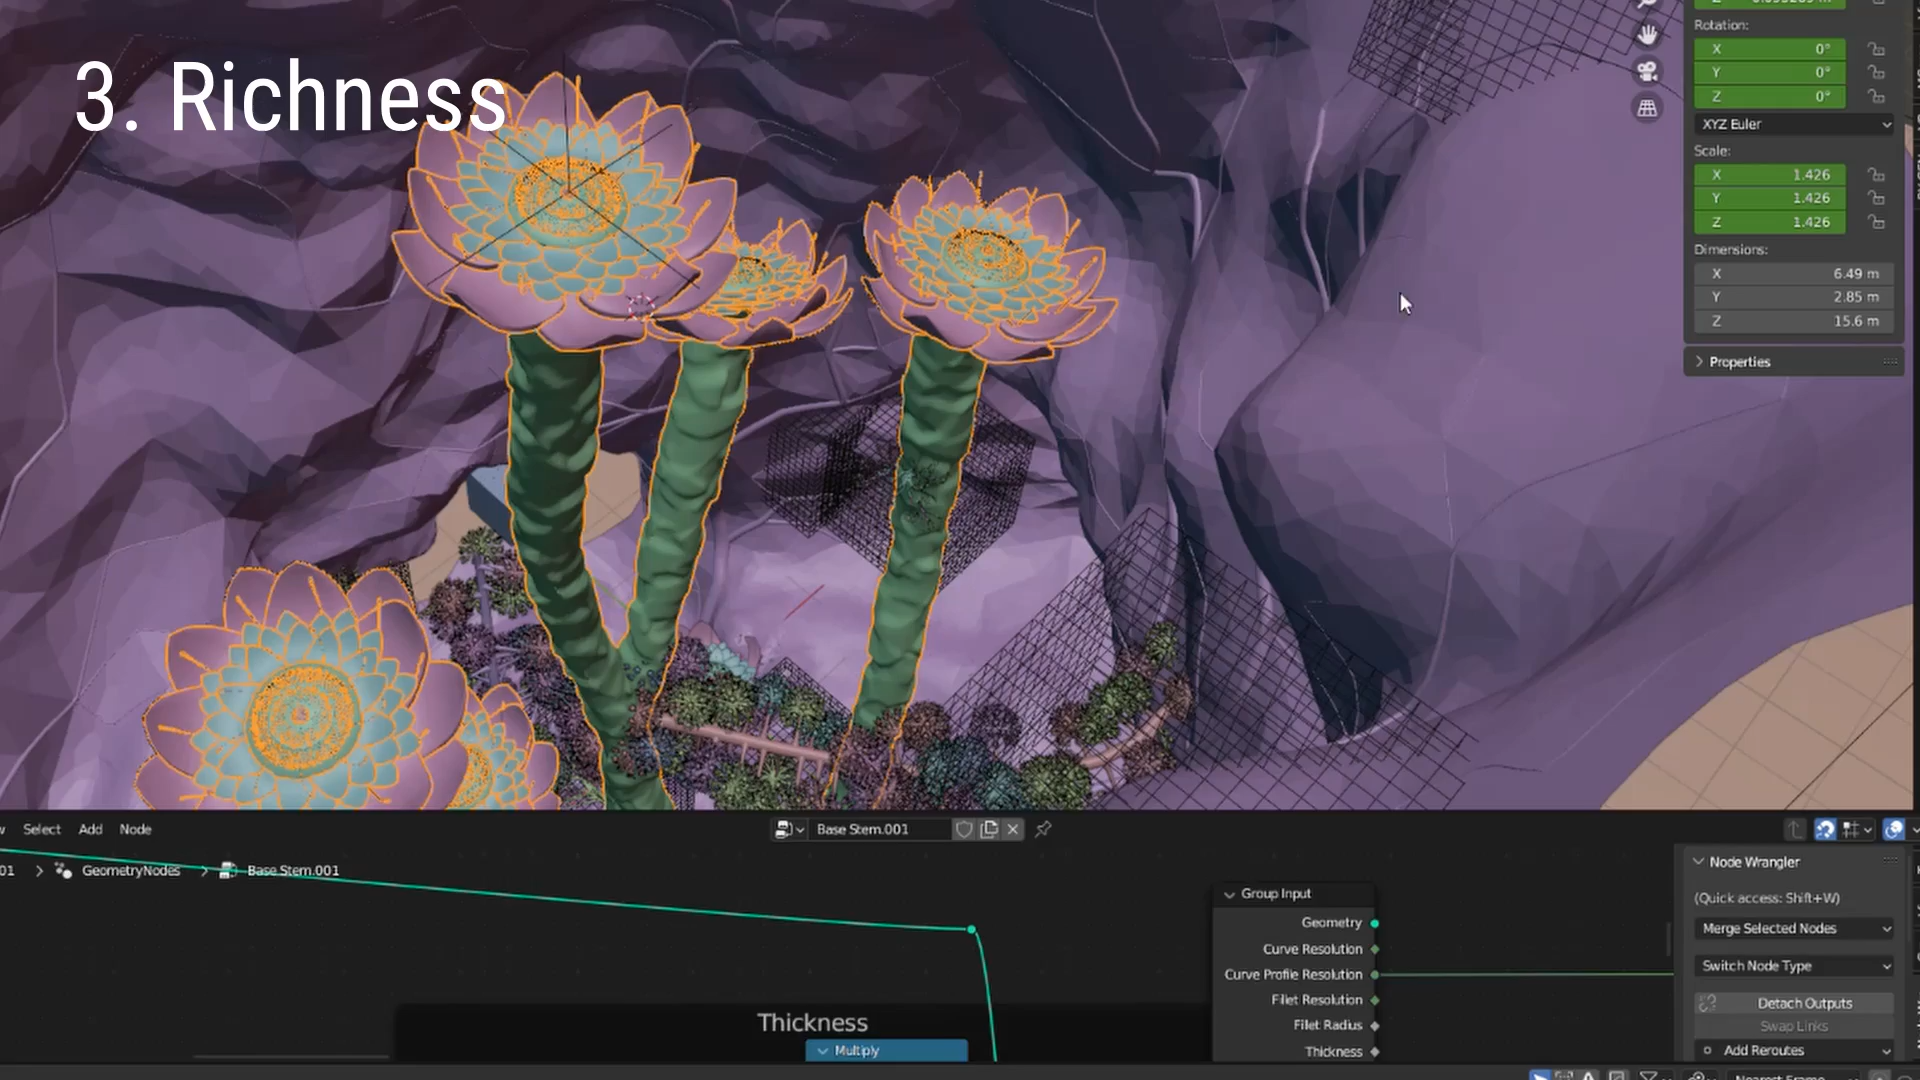 3. Richness
Rotation:
X 0°
Y 0°
Z 0°
XYZ Euler
Scale:
X 1.426
Y 1.426
Z 1.426
Dimensions:
X 6.49 m
Y 2.85 m
Z 15.6 m
Properties
Select Add Node
Base Stem.001
01 GeometryNodes Base Stem.001
Node Wrangler
(Quick access: Shift+W)
Merge Selected Nodes
Switch Node Type
Detach Outputs
Swap Links
Add Reroutes
Group Input
Geometry
Curve Resolution
Curve Profile Resolution
Fillet Resolution
Fillet Radius
Thickness
Thickness
Multiply
Nearest Frame